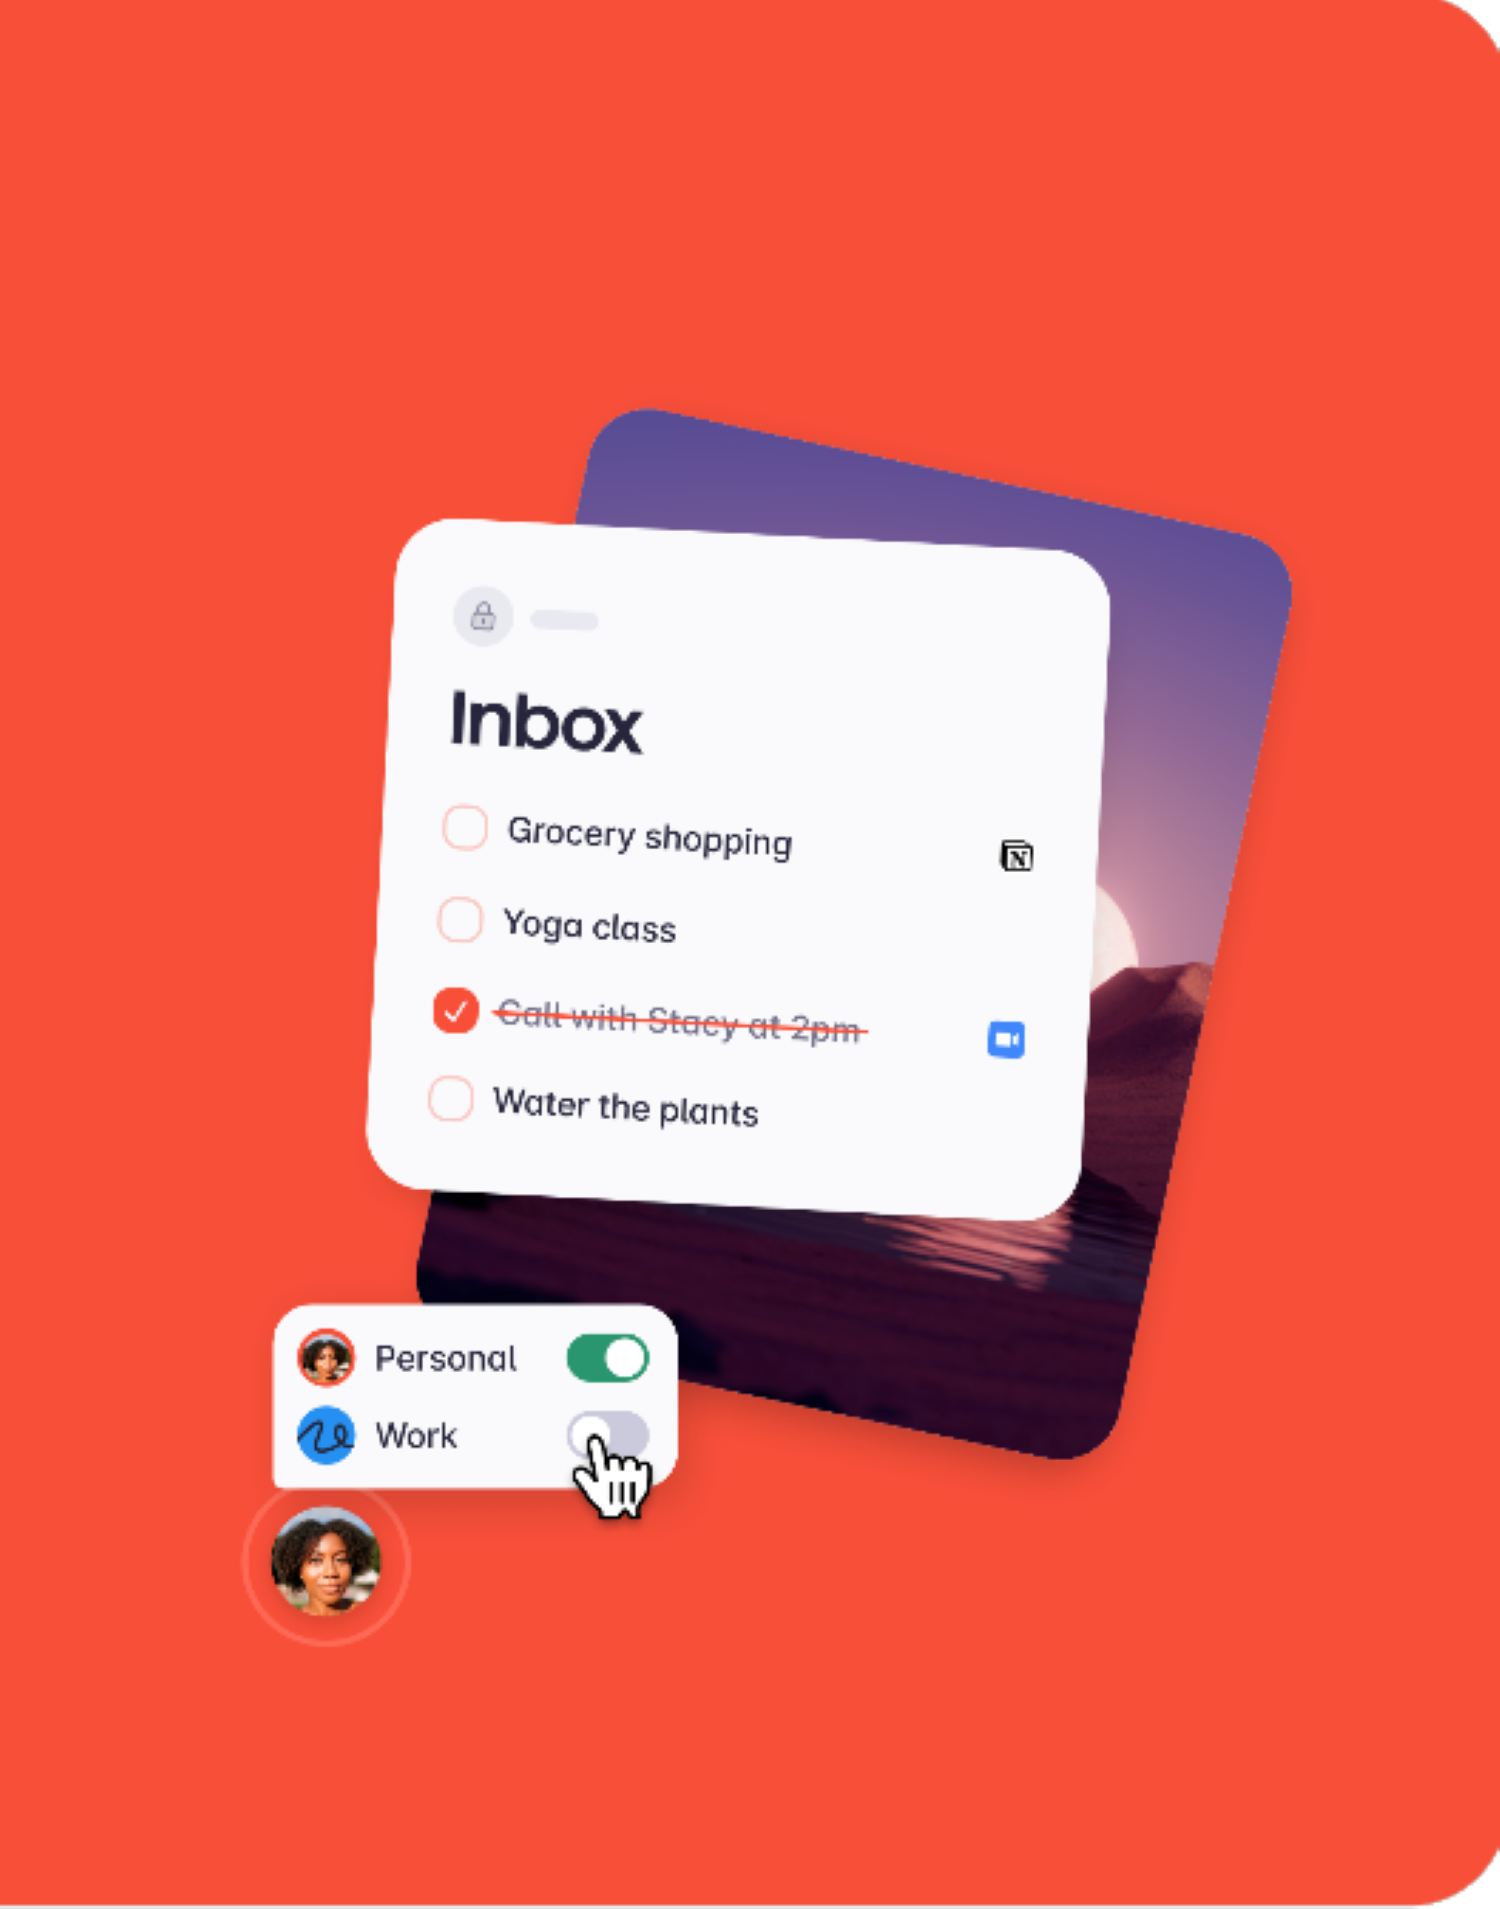 Inbox
Grocery shopping
N
Yoga class
Call with Stacy at 2pm
Water the plants
Personal
Work